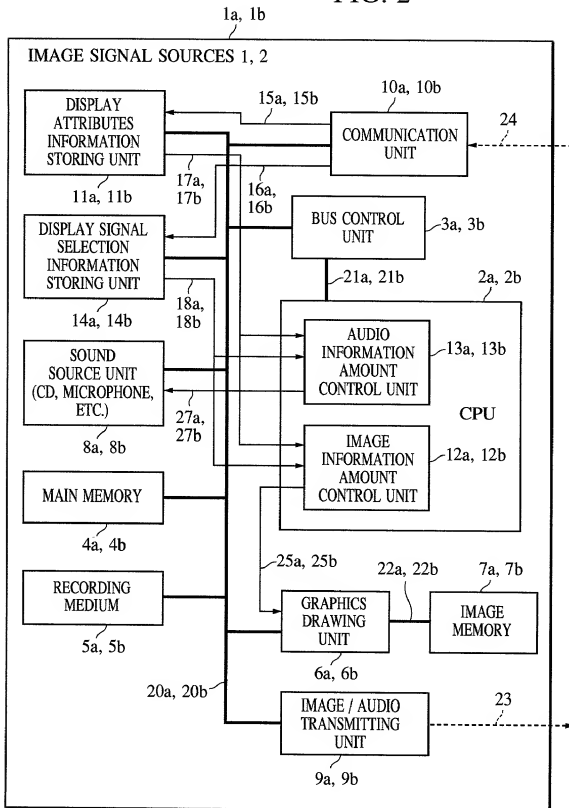 FIG. 2
1a, 1b
IMAGE SIGNAL SOURCES 1, 2
DISPLAY
ATTRIBUTES
INFORMATION
STORING UNIT
11a, 11b
15a, 15b
10a, 10b
COMMUNICATION
UNIT
24
17a,
17b
16a,
16b
DISPLAY SIGNAL
SELECTION
INFORMATION
STORING UNIT
14a, 14b
18a,
18b
BUS CONTROL
UNIT
3a, 3b
21a, 21b
2a, 2b
SOUND
SOURCE UNIT
(CD, MICROPHONE,
ETC.)
8a, 8b
27a,
27b
AUDIO
INFORMATION
AMOUNT
CONTROL UNIT
13a, 13b
CPU
IMAGE
INFORMATION
AMOUNT
CONTROL UNIT
12a, 12b
MAIN MEMORY
4a, 4b
RECORDING
MEDIUM
5a, 5b
25a, 25b
GRAPHICS
DRAWING
UNIT
6a, 6b
22a, 22b
7a, 7b
IMAGE
MEMORY
20a, 20b
IMAGE / AUDIO
TRANSMITTING
UNIT
9a, 9b
23